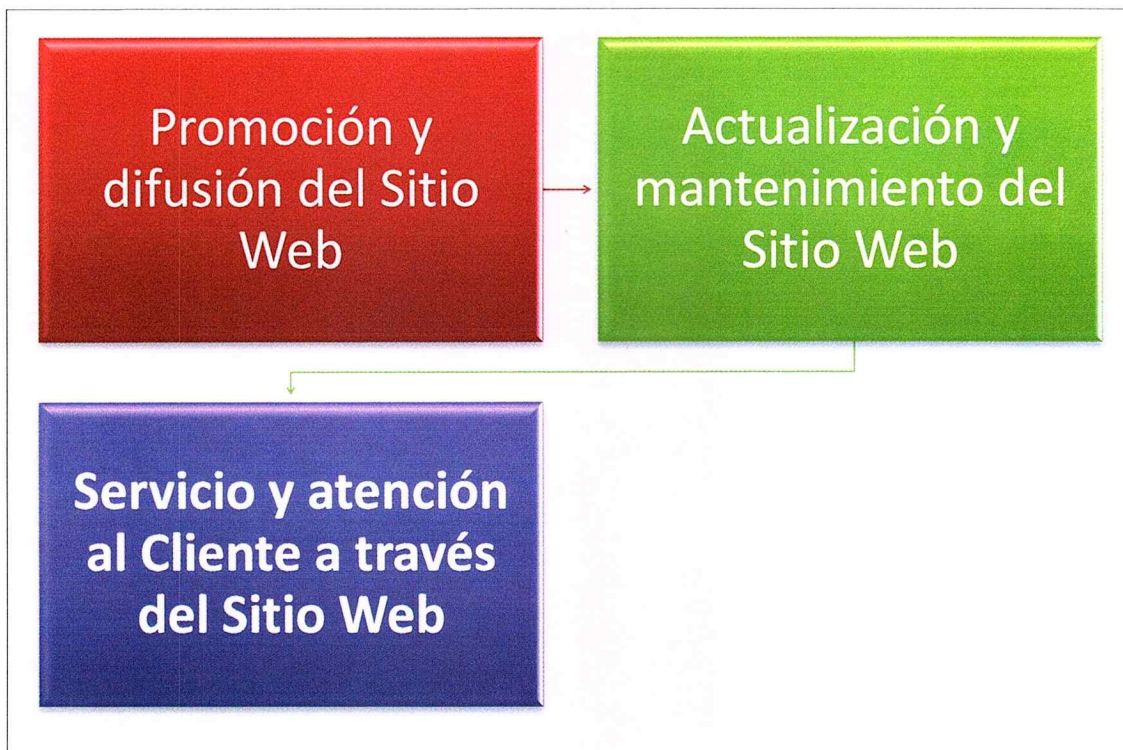 Promoción y
difusión del Sitio
Web
Actualización y
mantenimiento del
Sitio Web
Servicio y atención
al Cliente a través
del Sitio Web